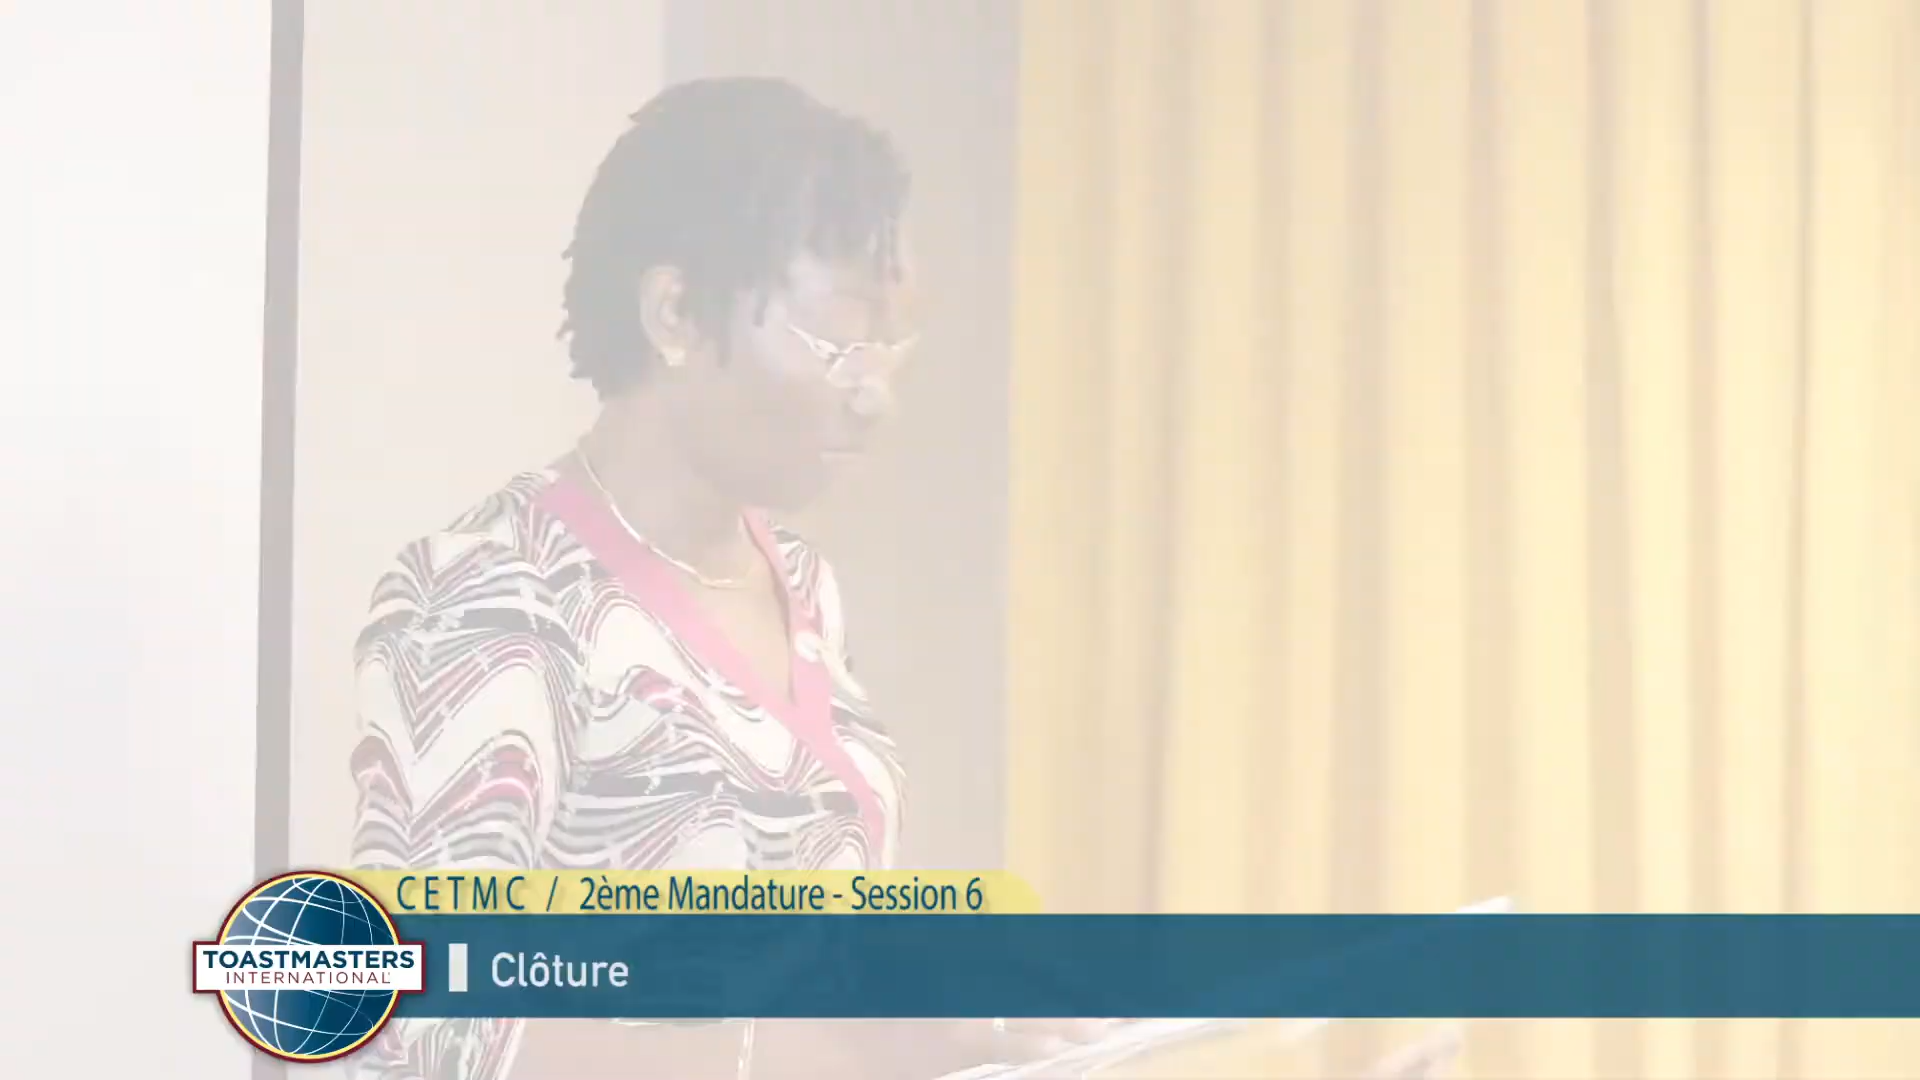 CETMC / 2ème Mandature - Session 6
TOASTMASTERS
INTERNATIONAL
Clôture